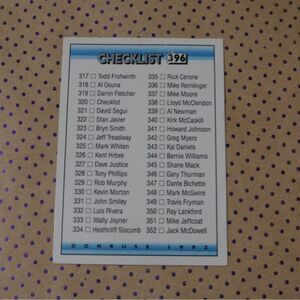 CHECKLIST 396
317 Todd Frohwirth
318 Al Osuna
319 Darrin Fletcher
320 Checklist
321 David Segui
322 Stan Javier
323 Bryn Smith
324 Jeff Treadway
325 Mark Whiten
326 Kent Hrbek
327 Dave Justice
328 Tony Phillips
329 Rob Murphy
330 Kevin Morton
331 John Smiley
332 Luis Rivera
333 Wally Joyner
334 Heathcliff Slocumb
335 Rick Cerone
336 Mike Remlinger
337 Mike Moore
338 Lloyd McClendon
339 Al Newman
340 Kirk McCaskill
341 Howard Johnson
342 Greg Myers
343 Kal Daniels
344 Bernie Williams
345 Shane Mack
346 Gary Thurman
347 Dante Bichette
348 Mark McGwire
349 Travis Fryman
350 Ray Lankford
351 Mike Jeffcoat
352 Jack McDowell
DONRUSS 1992